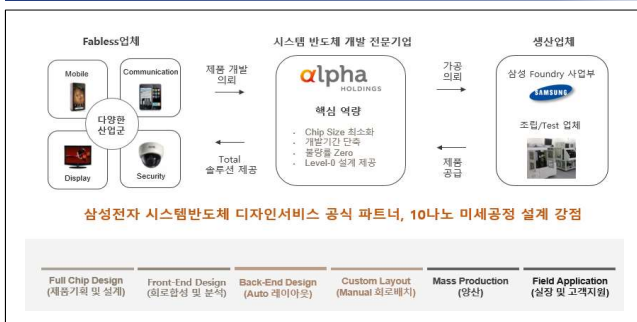 Fabless업체
시스템 반도체 개발 전문기업
생산업체
Mobile
Communication
다양한
산업군
Display
Security
제품 개발
의뢰
Total
솔루션 제공
alpha
HOLDINGS
핵심 역량
- Chip Size 최소화
- 개발기간 단축
- 불량률 Zero
- Level-0 설계 제공
가공
의뢰
제품
공급
삼성 Foundry 사업부
SAMSUNG
조립/Test 업체
삼성전자 시스템반도체 디자인서비스 공식 파트너, 10나노 미세공정 설계 강점
Full Chip Design
(제품기획 및 설계)
Front-End Design
(회로합성 및 분석)
Back-End Design
(Auto 레이아웃)
Custom Layout
(Manual 회로배치)
Mass Production
(양산)
Field Application
(실장 및 고객지원)